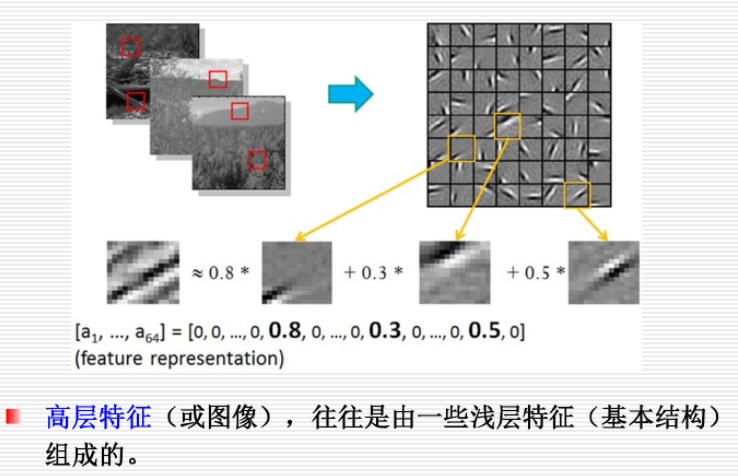 ≈ 0.8 * + 0.3 * + 0.5 *
[a₁, ..., a₆₄] = [0, 0, ..., 0, 0.8, 0, ..., 0, 0.3, 0, ..., 0, 0.5, 0]
(feature representation)
高层特征（或图像），往往是由一些浅层特征（基本结构）
组成的。